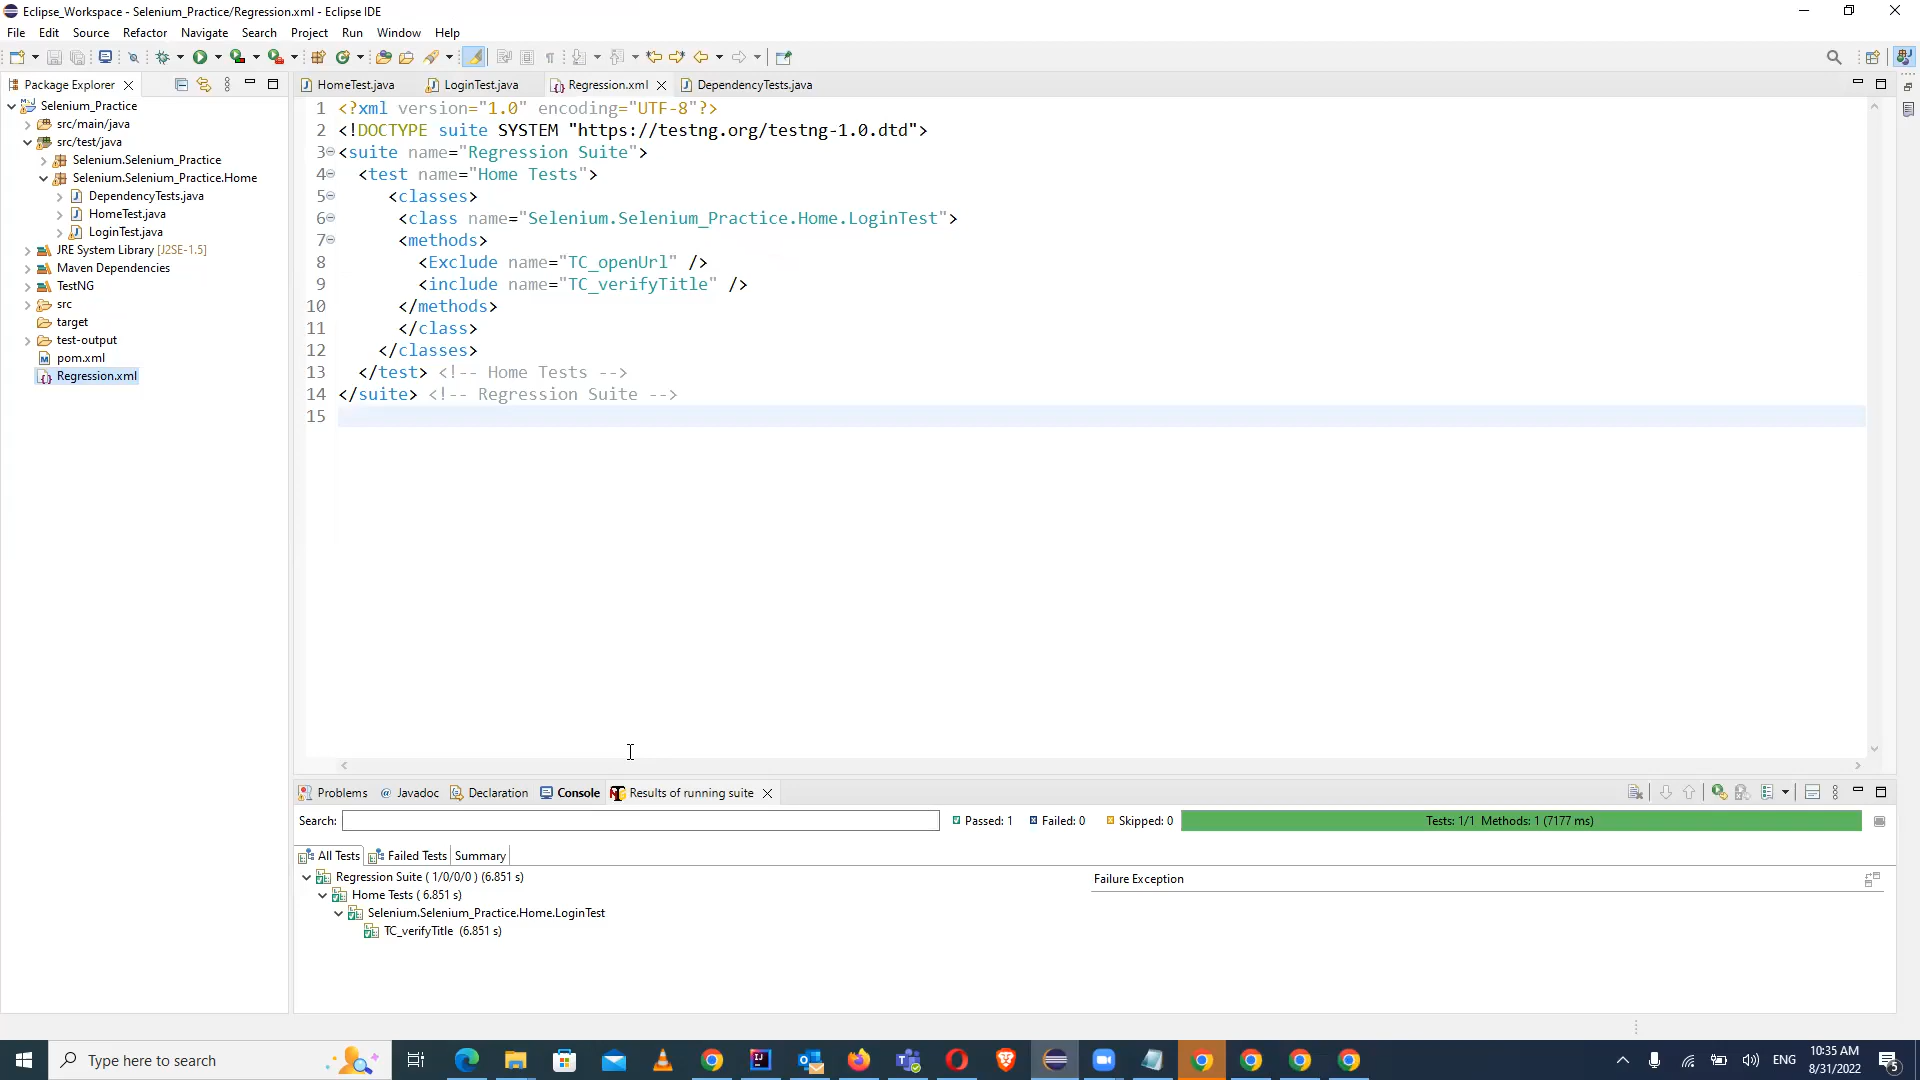 Eclipse_Workspace - Selenium_Practice/Regression.xml - Eclipse IDE
File Edit Source Refactor Navigate Search Project Run Window Help
Package Explorer
Selenium_Practice
src/main/java
src/test/java
Selenium.Selenium_Practice
Selenium.Selenium_Practice.Home
DependencyTests.java
HomeTest.java
LoginTest.java
JRE System Library [J2SE-1.5]
Maven Dependencies
TestNG
src
target
test-output
pom.xml
Regression.xml
HomeTest.java LoginTest.java Regression.xml DependencyTests.java
1 <?xml version="1.0" encoding="UTF-8"?>
2 <!DOCTYPE suite SYSTEM "https://testng.org/testng-1.0.dtd">
3 <suite name="Regression Suite">
4 <test name="Home Tests">
5 <classes>
6 <class name="Selenium.Selenium_Practice.Home.LoginTest">
7 <methods>
8 <Exclude name="TC_openUrl" />
9 <include name="TC_verifyTitle" />
10 </methods>
11 </class>
12 </classes>
13 </test> <!-- Home Tests -->
14 </suite> <!-- Regression Suite -->
15
Problems @ Javadoc Declaration Console Results of running suite
Search: Passed: 1 Failed: 0 Skipped: 0 Tests: 1/1 Methods: 1 (7177 ms)
All Tests Failed Tests Summary
Regression Suite ( 1/0/0/0 ) (6.851 s)
Home Tests ( 6.851 s)
Selenium.Selenium_Practice.Home.LoginTest
TC_verifyTitle (6.851 s)
Failure Exception
Type here to search
ENG
10:35 AM
8/31/2022
5